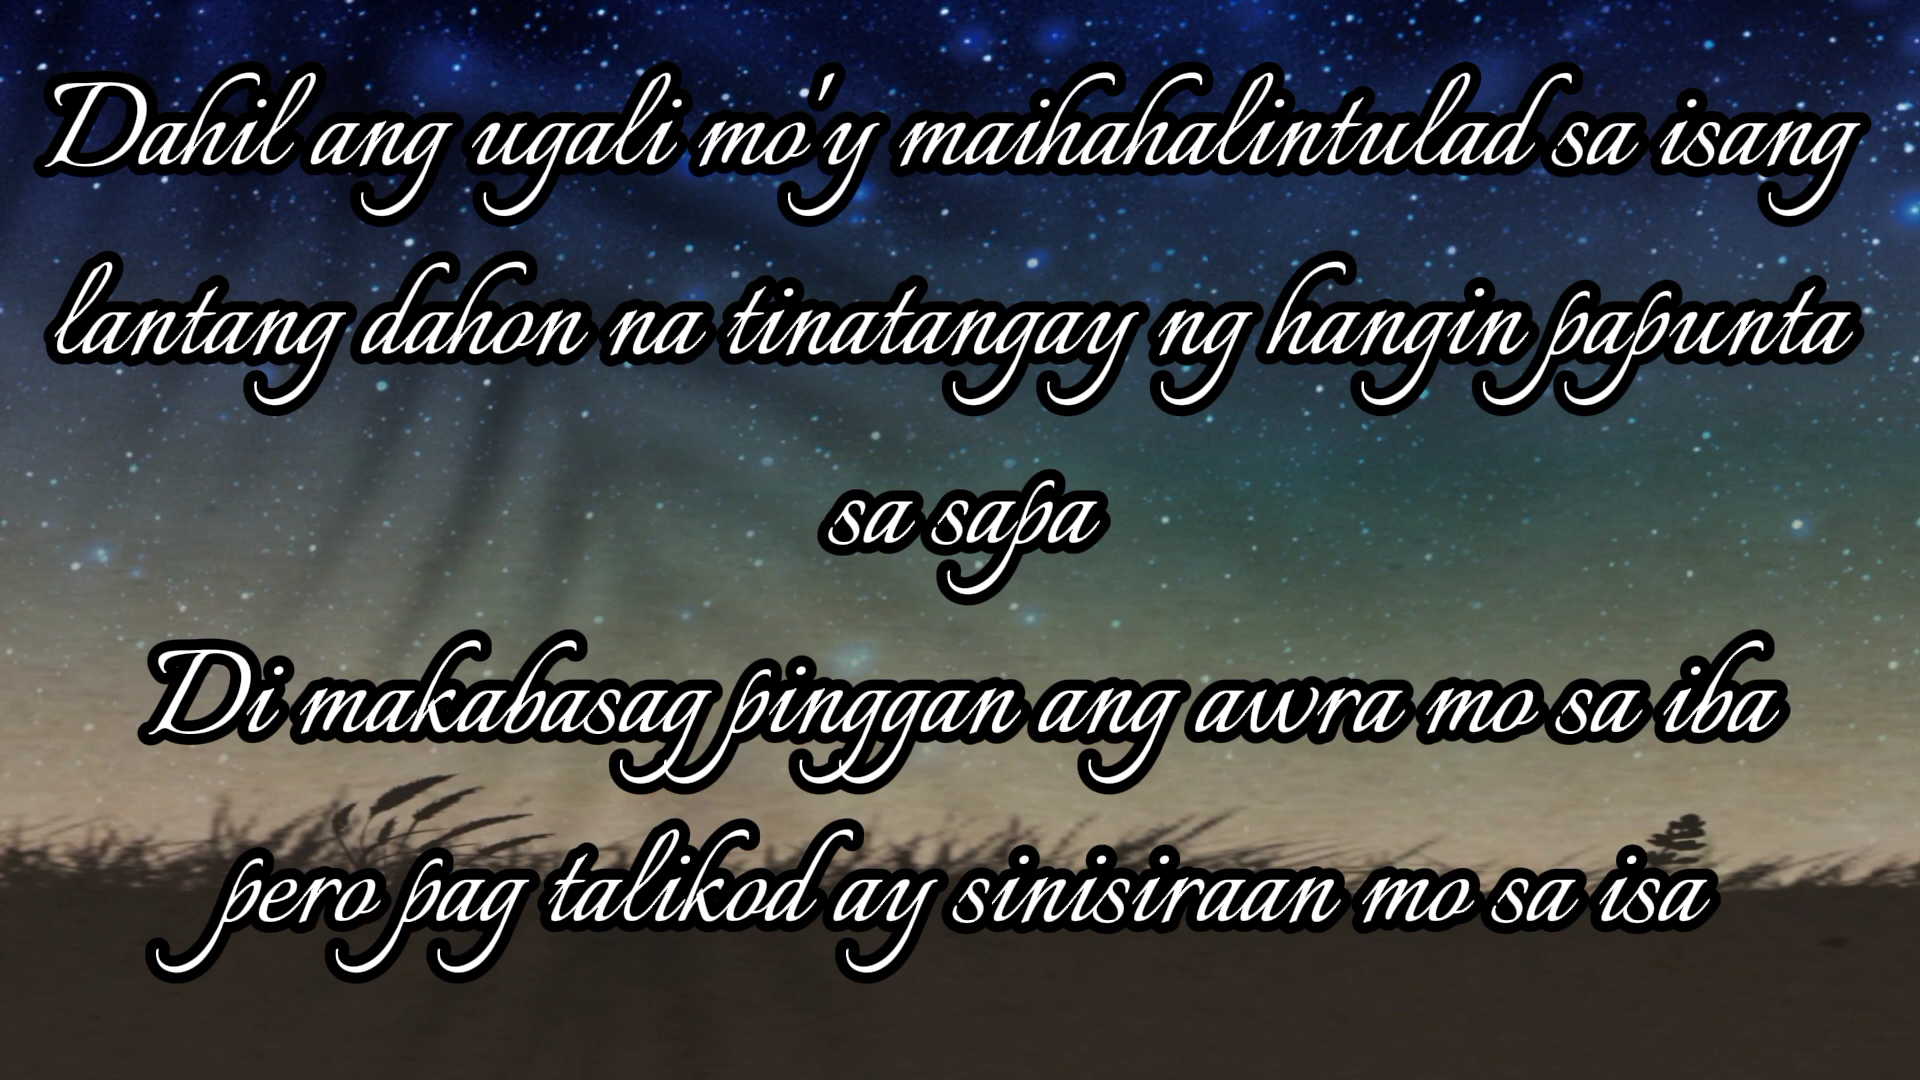 Dahil ang ugali mo'y maihahalintulad sa isang
lantang dahon na tinatangay ng hangin papunta
sa sapa
Di makabasag pinggan ang awra mo sa iba
pero pag talikod ay sinisiraan mo sa isa